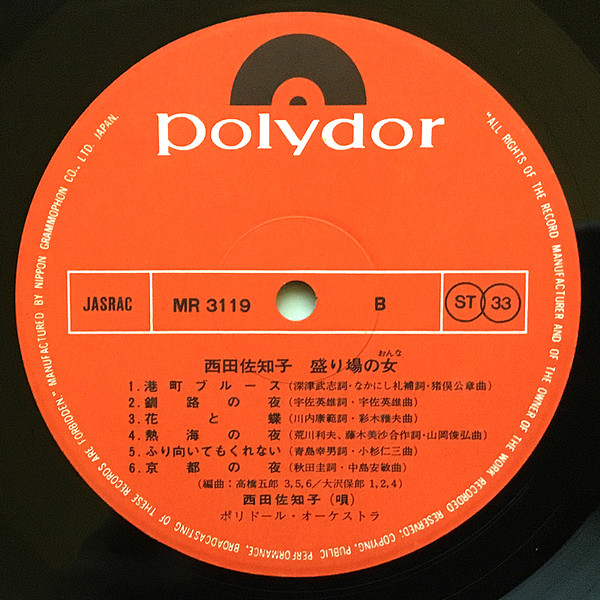 polydor
JASRAC
MR 3119
B
ST 33
西田佐知子 盛り場の女
おんな
1. 港町ブルース (深津武志詞・なかにし礼補詞・猪俣公章曲)
2. 釧路の夜 (宇佐英雄詞・宇佐英雄曲)
3. 花と蝶 (川内康範詞・彩木雅夫曲)
4. 熱海の夜 (荒川利夫、藤木美沙合作詞・山岡俊弘曲)
5. ふり向いてもくれない (青島幸男詞・小杉仁三曲)
6. 京都の夜 (秋田圭詞・中島安敏曲)
(編曲：高橋五郎 3,5,6／大沢保郎 1,2,4)
西田佐知子 (唄)
ポリドール・オーケストラ
"ALL RIGHTS OF THE RECORD MANUFACTURER AND OF THE OWNER OF THE WORK RECORDED RESERVED; COPYING, PUBLIC PERFORMANCE, BROADCASTING OF THESE RECORDS ARE FORBIDDEN" MANUFACTURED BY NIPPON GRAMMOPHON CO., LTD. JAPAN.